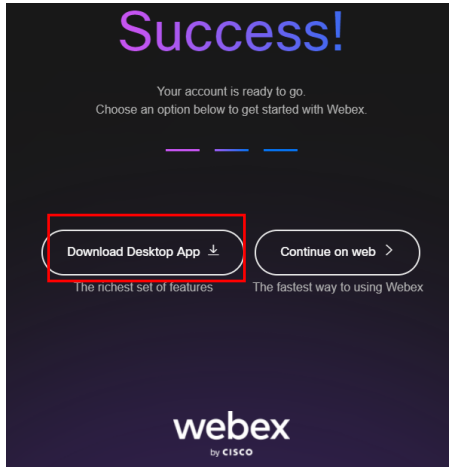 Success!
Your account is ready to go.
Choose an option below to get started with Webex.
Download Desktop App
Continue on web
The richest set of features
The fastest way to using Webex
webex
by CISCO